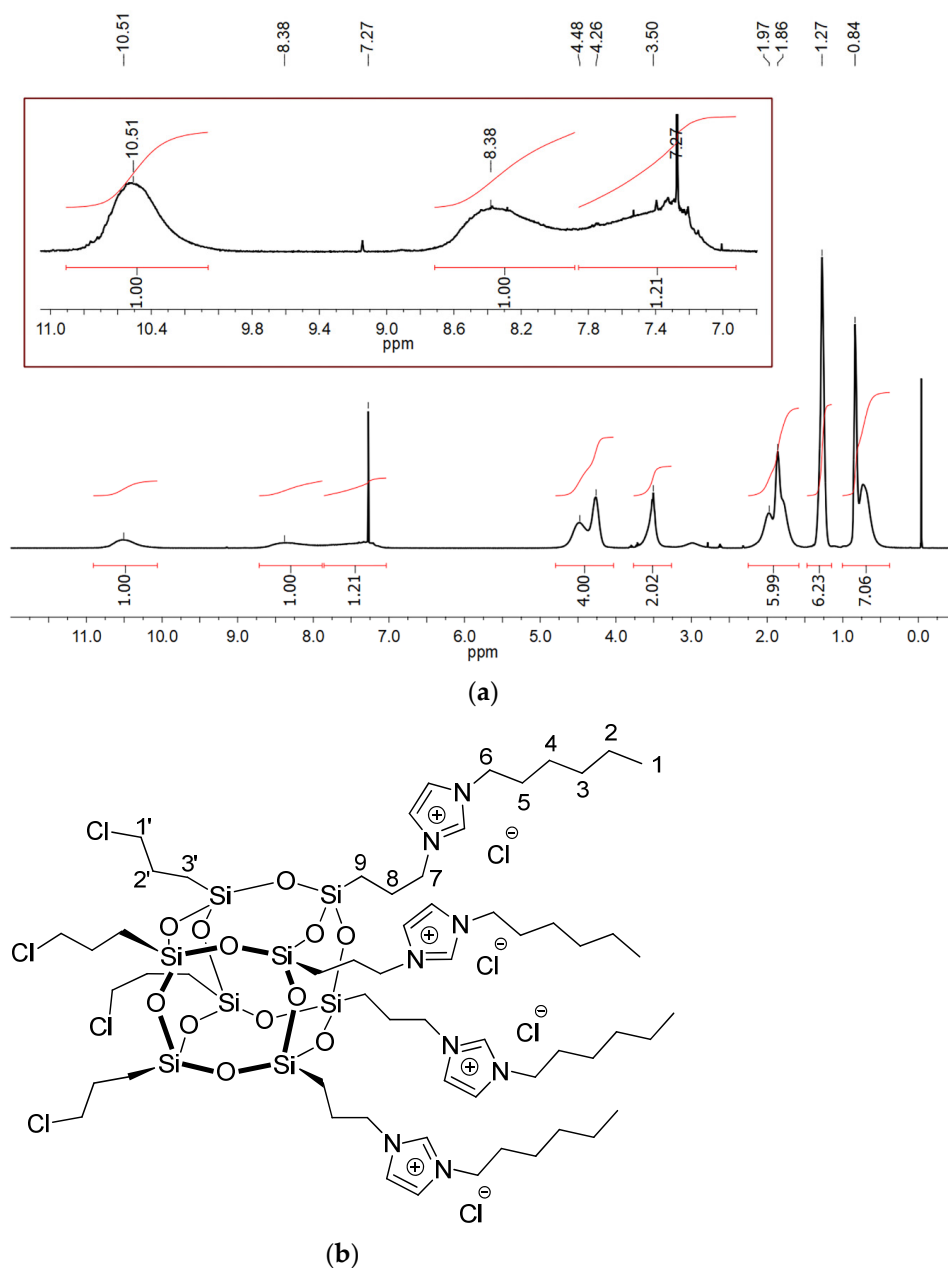 10.51 8.38 7.27 4.48 4.26 3.50 1.97 1.86 1.27 0.84
10.51 8.38 7.27
1.00 1.00 1.21
11.0 10.4 9.8 9.4 9.0 8.6 8.2 7.8 7.4 7.0
ppm
1.00 1.00 1.21 4.00 2.02 5.99 6.23 7.06
11.0 10.0 9.0 8.0 7.0 6.0 5.0 4.0 3.0 2.0 1.0 0.0
ppm
(a)
6 4 2
5 3 1
N
⊕
N Cl⊖
Cl 1' 2' 3' 9 8 7
Si O Si
O O O O
N ⊕ N Cl⊖
Cl Si O Si
Cl Si O Si
O O O O
N ⊕ N Cl⊖
Cl Si O Si
N ⊕ N
Cl⊖
(b)